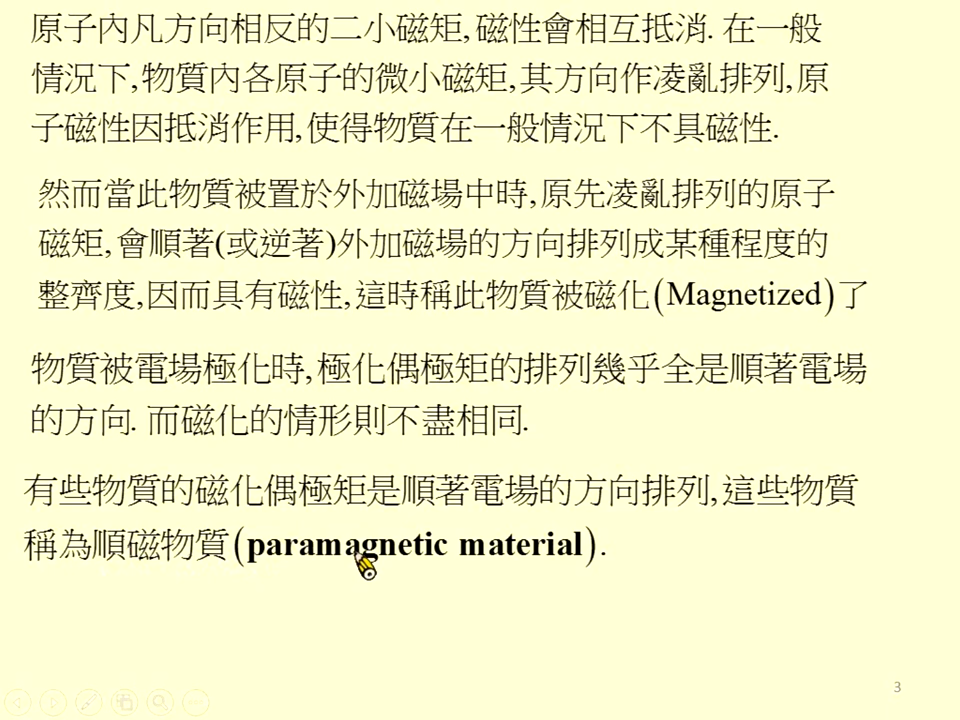 原子內凡方向相反的二小磁矩,磁性會相互抵消. 在一般
情況下,物質內各原子的微小磁矩,其方向作凌亂排列,原
子磁性因抵消作用,使得物質在一般情況下不具磁性.
然而當此物質被置於外加磁場中時,原先凌亂排列的原子
磁矩,會順著(或逆著)外加磁場的方向排列成某種程度的
整齊度,因而具有磁性,這時稱此物質被磁化(Magnetized)了
物質被電場極化時,極化偶極矩的排列幾乎全是順著電場
的方向. 而磁化的情形則不盡相同.
有些物質的磁化偶極矩是順著電場的方向排列,這些物質
稱為順磁物質(paramagnetic material).
3